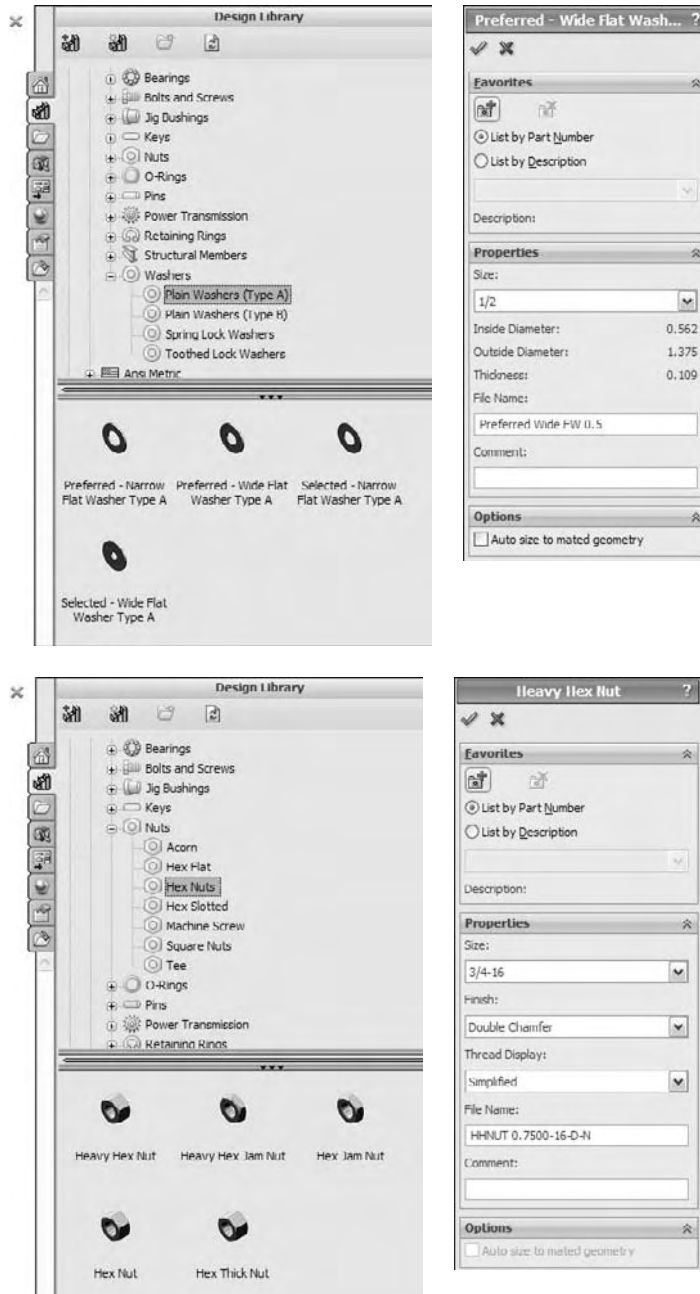 Design Library
Bearings
Bolts and Screws
Jig Bushings
Keys
Nuts
O-Rings
Pins
Power Transmission
Retaining Rings
Structural Members
Washers
Plain Washers (Type A)
Plain Washers (Type B)
Spring Lock Washers
Toothed Lock Washers
Ansi Metric
Preferred - Narrow Flat Washer Type A
Preferred - Wide Flat Washer Type A
Selected - Narrow Flat Washer Type A
Selected - Wide Flat Washer Type A
Preferred - Wide Flat Wash... ?
Favorites
List by Part Number
List by Description
Description:
Properties
Size:
1/2
Inside Diameter: 0.562
Outside Diameter: 1.375
Thickness: 0.109
File Name:
Preferred Wide FW 0.5
Comment:
Options
Auto size to mated geometry
Design Library
Bearings
Bolts and Screws
Jig Bushings
Keys
Nuts
Acorn
Hex Flat
Hex Nuts
Hex Slotted
Machine Screw
Square Nuts
Tee
O-Rings
Pins
Power Transmission
Retaining Rings
Heavy Hex Nut
Heavy Hex Jam Nut
Hex Jam Nut
Hex Nut
Hex Thick Nut
Heavy Hex Nut ?
Favorites
List by Part Number
List by Description
Description:
Properties
Size:
3/4-16
Finish:
Double Chamfer
Thread Display:
Simplified
File Name:
HHNUT 0.7500-16-D-N
Comment:
Options
Auto size to mated geometry